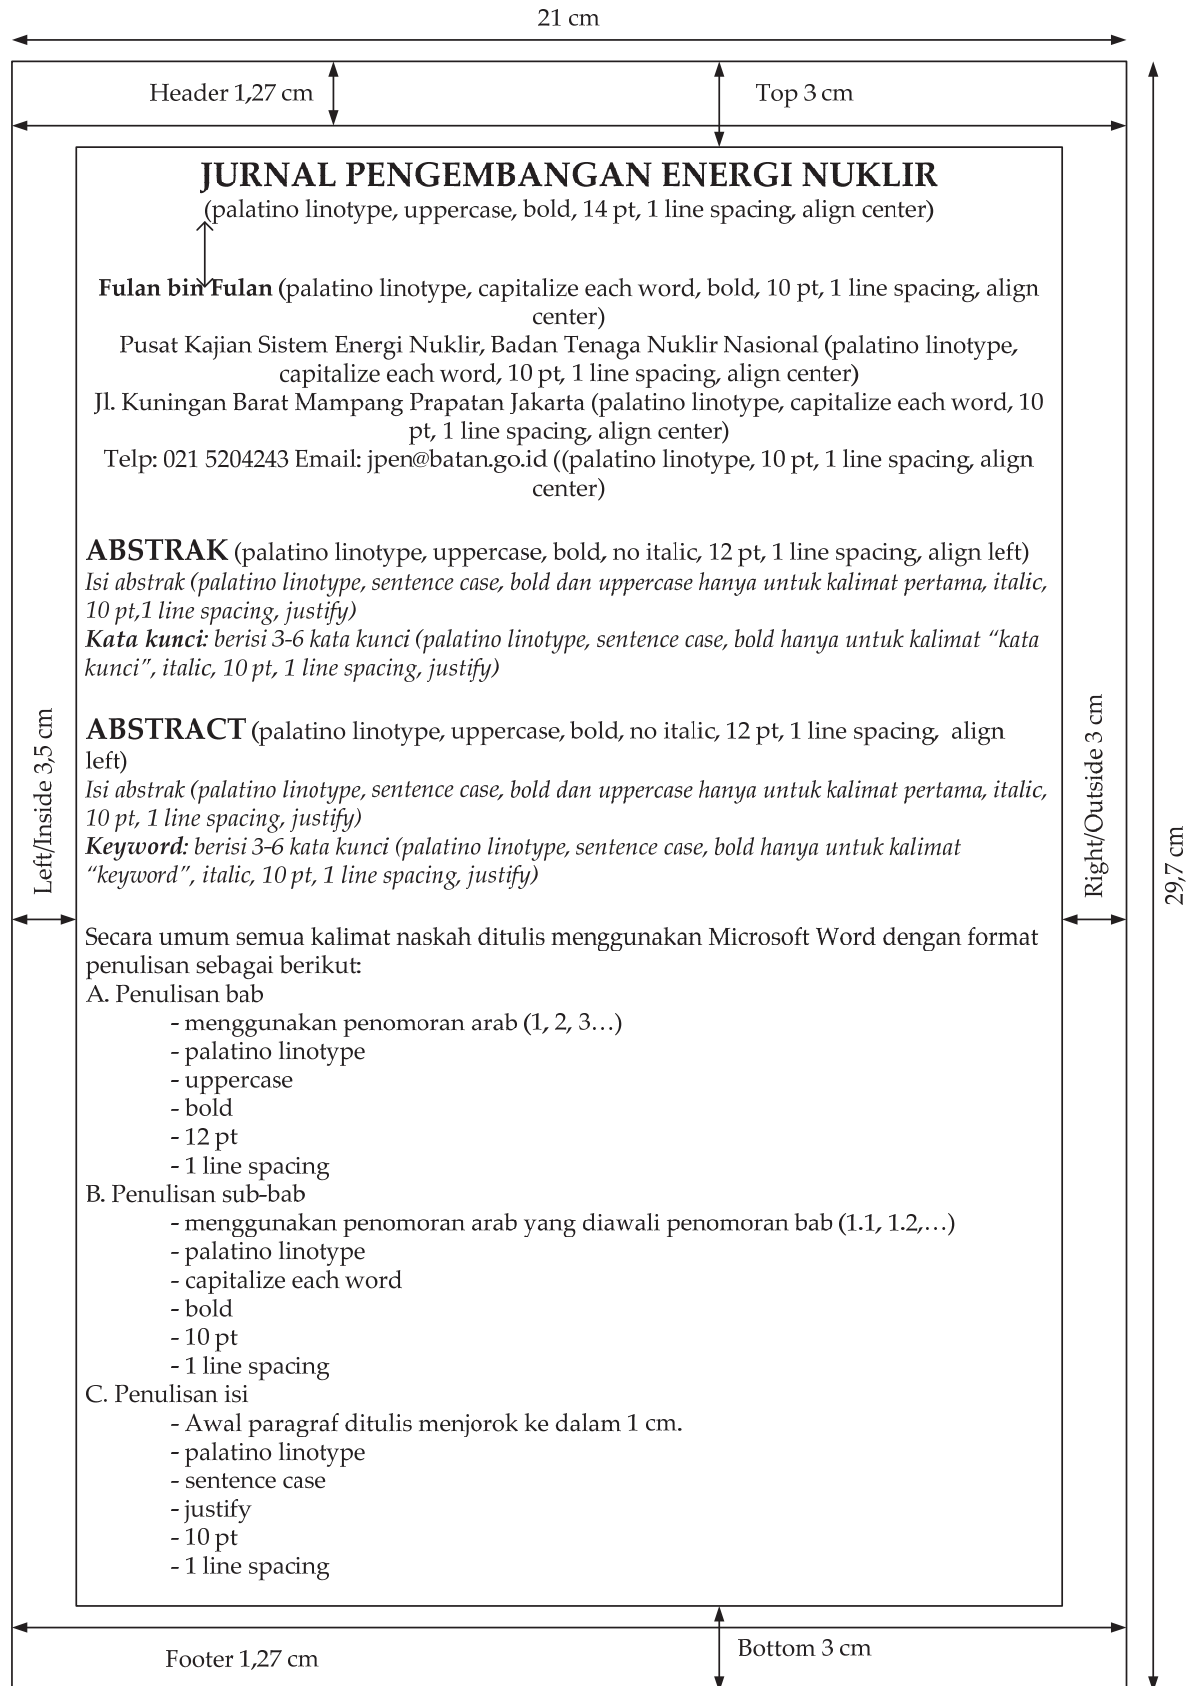 21 cm
Header 1,27 cm
Top 3 cm
JURNAL PENGEMBANGAN ENERGI NUKLIR
(palatino linotype, uppercase, bold, 14 pt, 1 line spacing, align center)
Fulan bin Fulan (palatino linotype, capitalize each word, bold, 10 pt, 1 line spacing, align
center)
Pusat Kajian Sistem Energi Nuklir, Badan Tenaga Nuklir Nasional (palatino linotype,
capitalize each word, 10 pt, 1 line spacing, align center)
Jl. Kuningan Barat Mampang Prapatan Jakarta (palatino linotype, capitalize each word, 10
pt, 1 line spacing, align center)
Telp: 021 5204243 Email: jpen@batan.go.id ((palatino linotype, 10 pt, 1 line spacing, align
center)
ABSTRAK (palatino linotype, uppercase, bold, no italic, 12 pt, 1 line spacing, align left)
Isi abstrak (palatino linotype, sentence case, bold dan uppercase hanya untuk kalimat pertama, italic,
10 pt,1 line spacing, justify)
Kata kunci: berisi 3-6 kata kunci (palatino linotype, sentence case, bold hanya untuk kalimat “kata
kunci”, italic, 10 pt, 1 line spacing, justify)
ABSTRACT (palatino linotype, uppercase, bold, no italic, 12 pt, 1 line spacing, align
left)
Isi abstrak (palatino linotype, sentence case, bold dan uppercase hanya untuk kalimat pertama, italic,
10 pt, 1 line spacing, justify)
Keyword: berisi 3-6 kata kunci (palatino linotype, sentence case, bold hanya untuk kalimat
“keyword”, italic, 10 pt, 1 line spacing, justify)
Left/Inside 3,5 cm
Right/Outside 3 cm
29,7 cm
Secara umum semua kalimat naskah ditulis menggunakan Microsoft Word dengan format
penulisan sebagai berikut:
A. Penulisan bab
- menggunakan penomoran arab (1, 2, 3…)
- palatino linotype
- uppercase
- bold
- 12 pt
- 1 line spacing
B. Penulisan sub-bab
- menggunakan penomoran arab yang diawali penomoran bab (1.1, 1.2,…)
- palatino linotype
- capitalize each word
- bold
- 10 pt
- 1 line spacing
C. Penulisan isi
- Awal paragraf ditulis menjorok ke dalam 1 cm.
- palatino linotype
- sentence case
- justify
- 10 pt
- 1 line spacing
Footer 1,27 cm
Bottom 3 cm